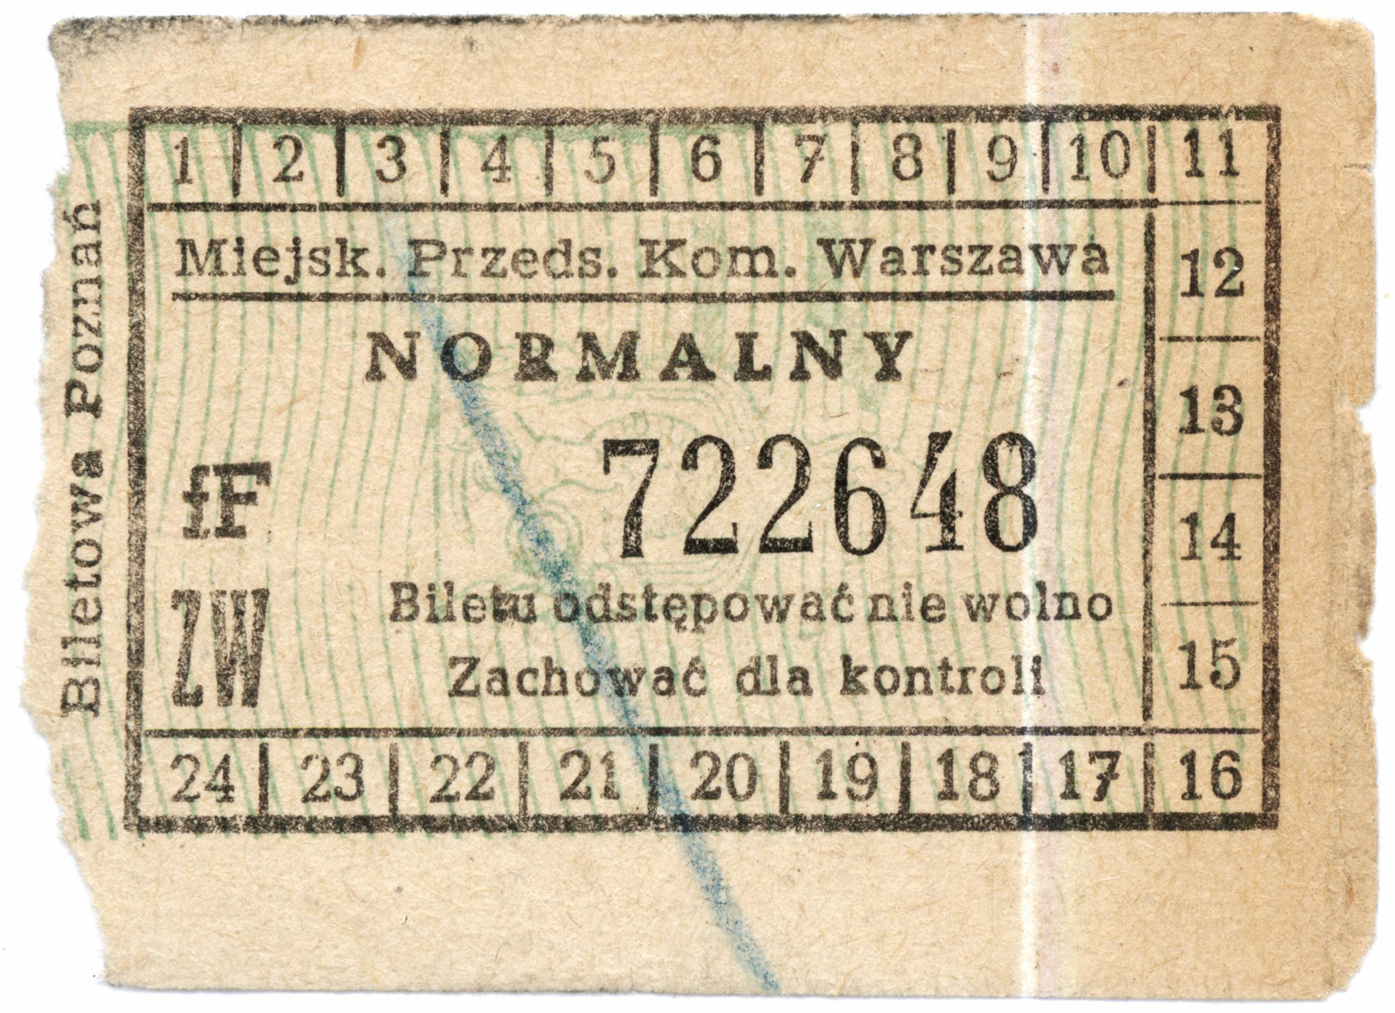 1 2 3 4 5 6 7 8 9 10 11
Miejsk. Przeds. Kom. Warszawa
12
NORMALNY
13
fF
722648
14
ZW
Biletu odstępować nie wolno
Zachować dla kontroli
15
24 23 22 21 20 19 18 17 16
Biletowa Poznań